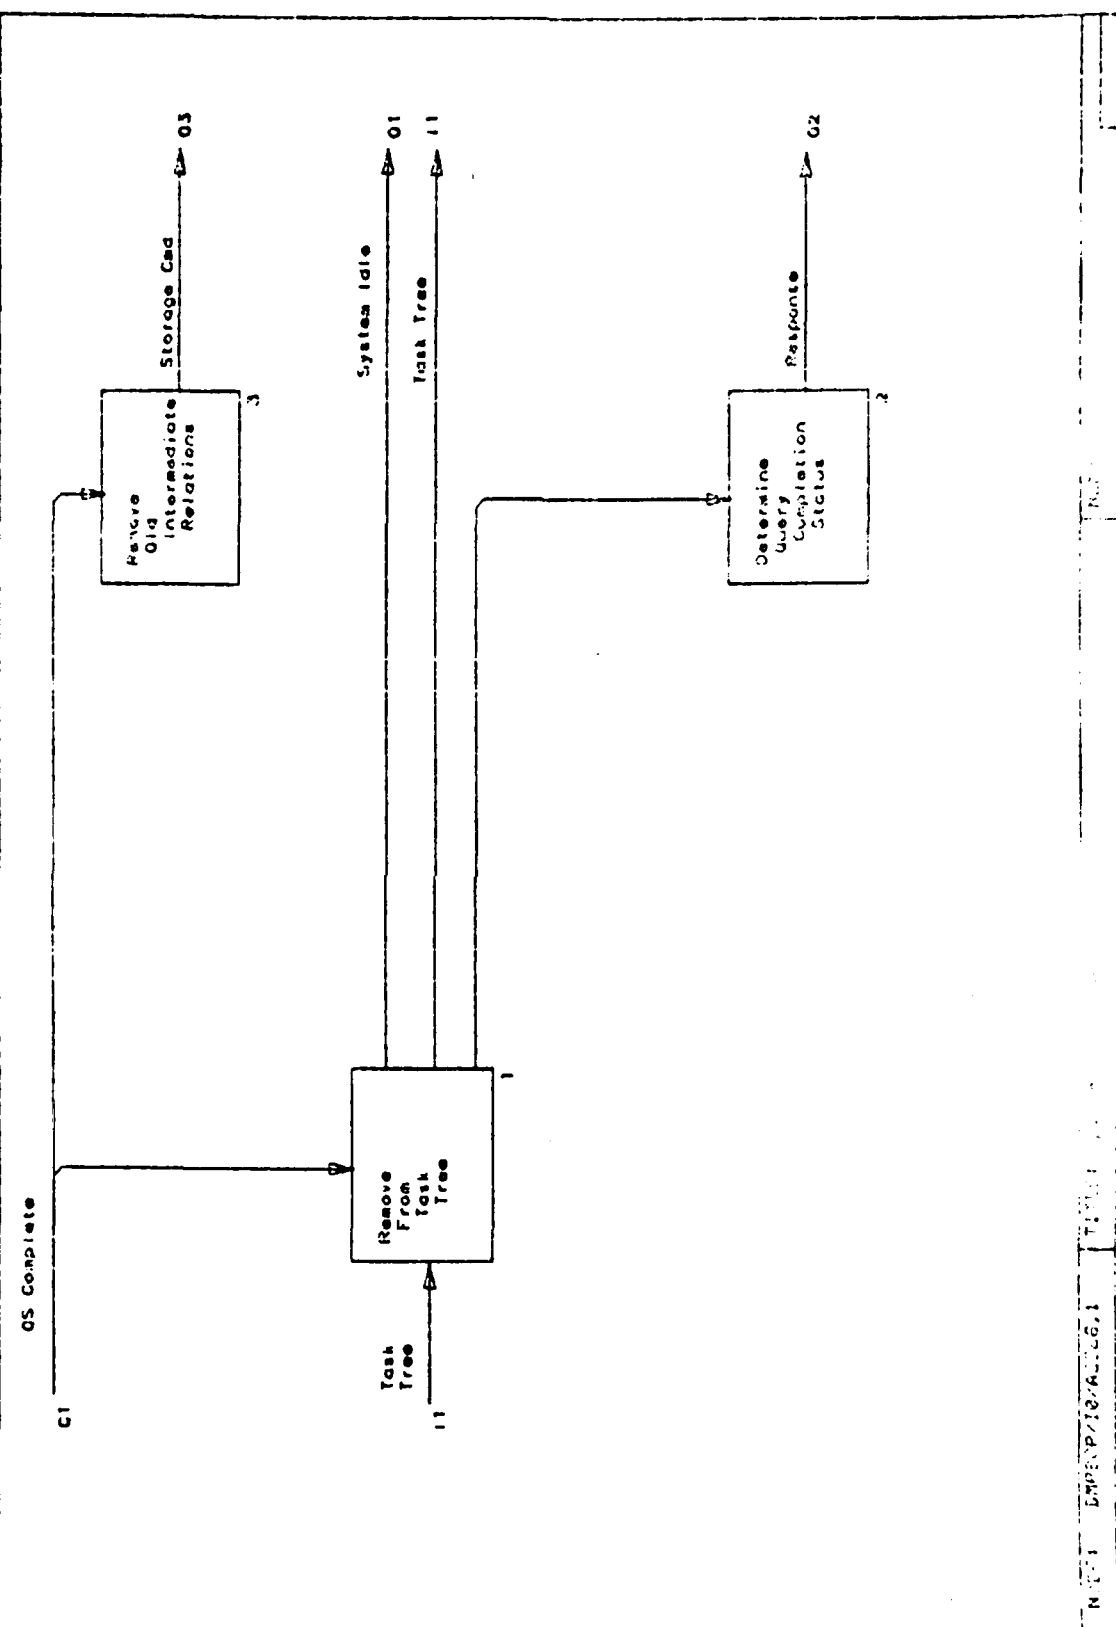 C1
QS Complete
Remove
Old
Intermediate
Relations
3
Storage Cmd
O3
I1
Task
Tree
Remove
From
Task
Tree
1
System Idle
O1
Task Tree
I1
Determine
Query
Completion
Status
2
Response
O2